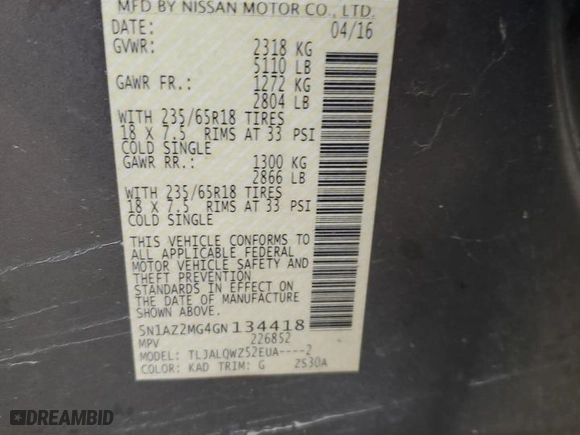 MFD BY NISSAN MOTOR CO., LTD.
DATE: 04/16
GVWR: 2318 KG
5110 LB
GAWR FR.: 1272 KG
2804 LB
WITH 235/65R18 TIRES
18 X 7.5 RIMS AT 33 PSI
COLD SINGLE
GAWR RR.: 1300 KG
2866 LB
WITH 235/65R18 TIRES
18 X 7.5 RIMS AT 33 PSI
COLD SINGLE
THIS VEHICLE CONFORMS TO
ALL APPLICABLE FEDERAL
MOTOR VEHICLE SAFETY AND
THEFT PREVENTION
STANDARDS IN EFFECT ON
THE DATE OF MANUFACTURE
SHOWN ABOVE.
5N1AZ2MG4GN134418
MPV 226852
MODEL: TLJALQWZ52EUA----2
COLOR: KAD TRIM: G ZS30A
DREAMBID